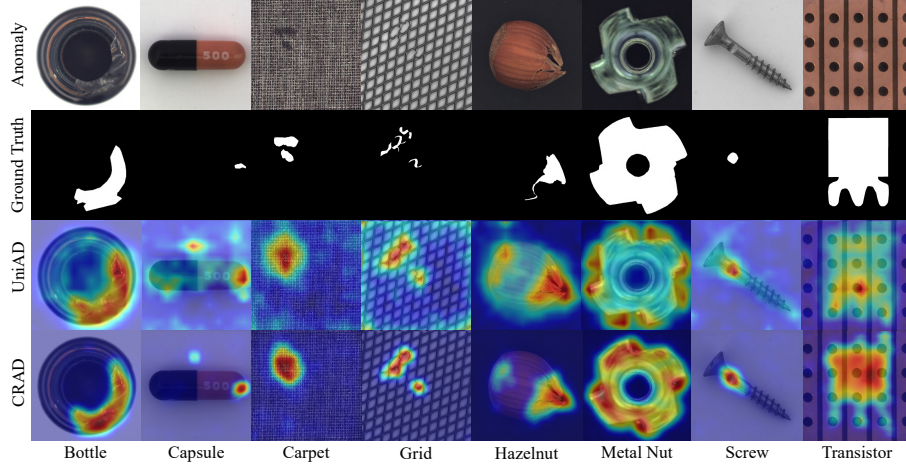 Anomaly
500
Ground Truth
UniAD
500
CRAD
500
Bottle Capsule Carpet Grid Hazelnut Metal Nut Screw Transistor